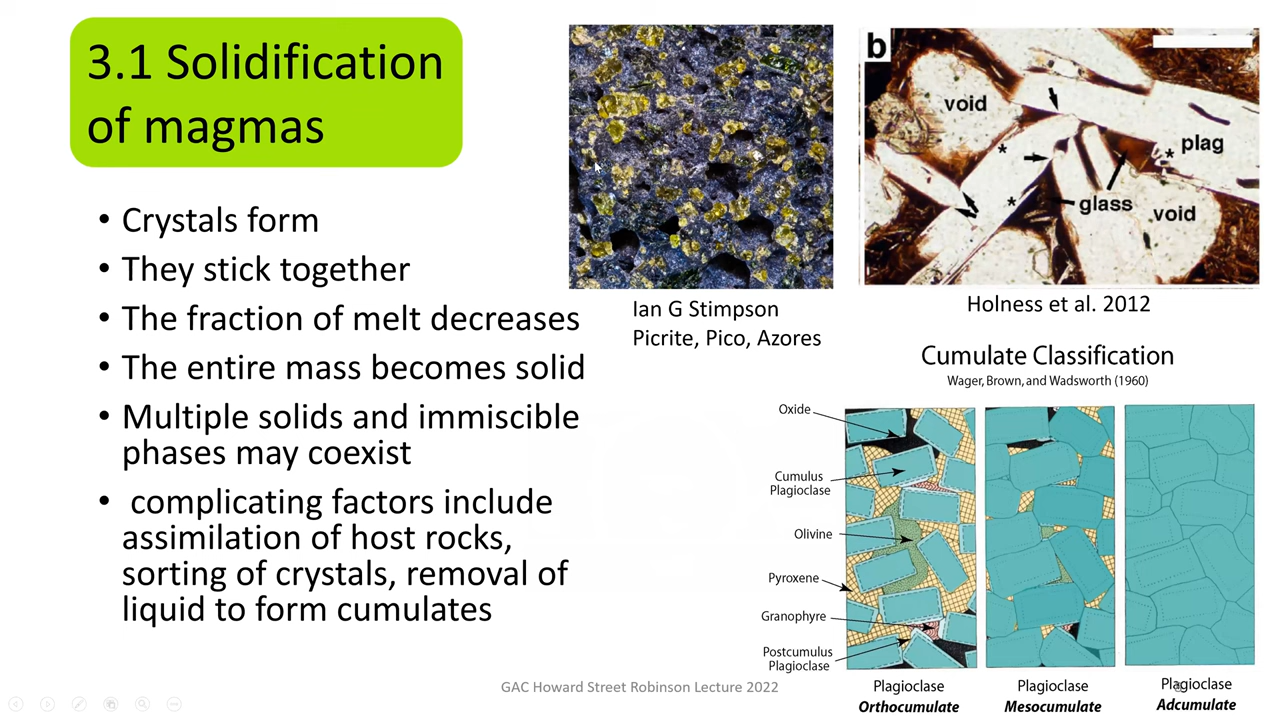 3.1 Solidification
of magmas
• Crystals form
• They stick together
• The fraction of melt decreases
• The entire mass becomes solid
• Multiple solids and immiscible
phases may coexist
• complicating factors include
assimilation of host rocks,
sorting of crystals, removal of
liquid to form cumulates
Ian G Stimpson
Picrite, Pico, Azores
b
void
plag
*
*
*
glass
void
Holness et al. 2012
Cumulate Classification
Wager, Brown, and Wadsworth (1960)
Oxide
Cumulus
Plagioclase
Olivine
Pyroxene
Granophyre
Postcumulus
Plagioclase
Plagioclase
Orthocumulate
Plagioclase
Mesocumulate
Plagioclase
Adcumulate
GAC Howard Street Robinson Lecture 2022